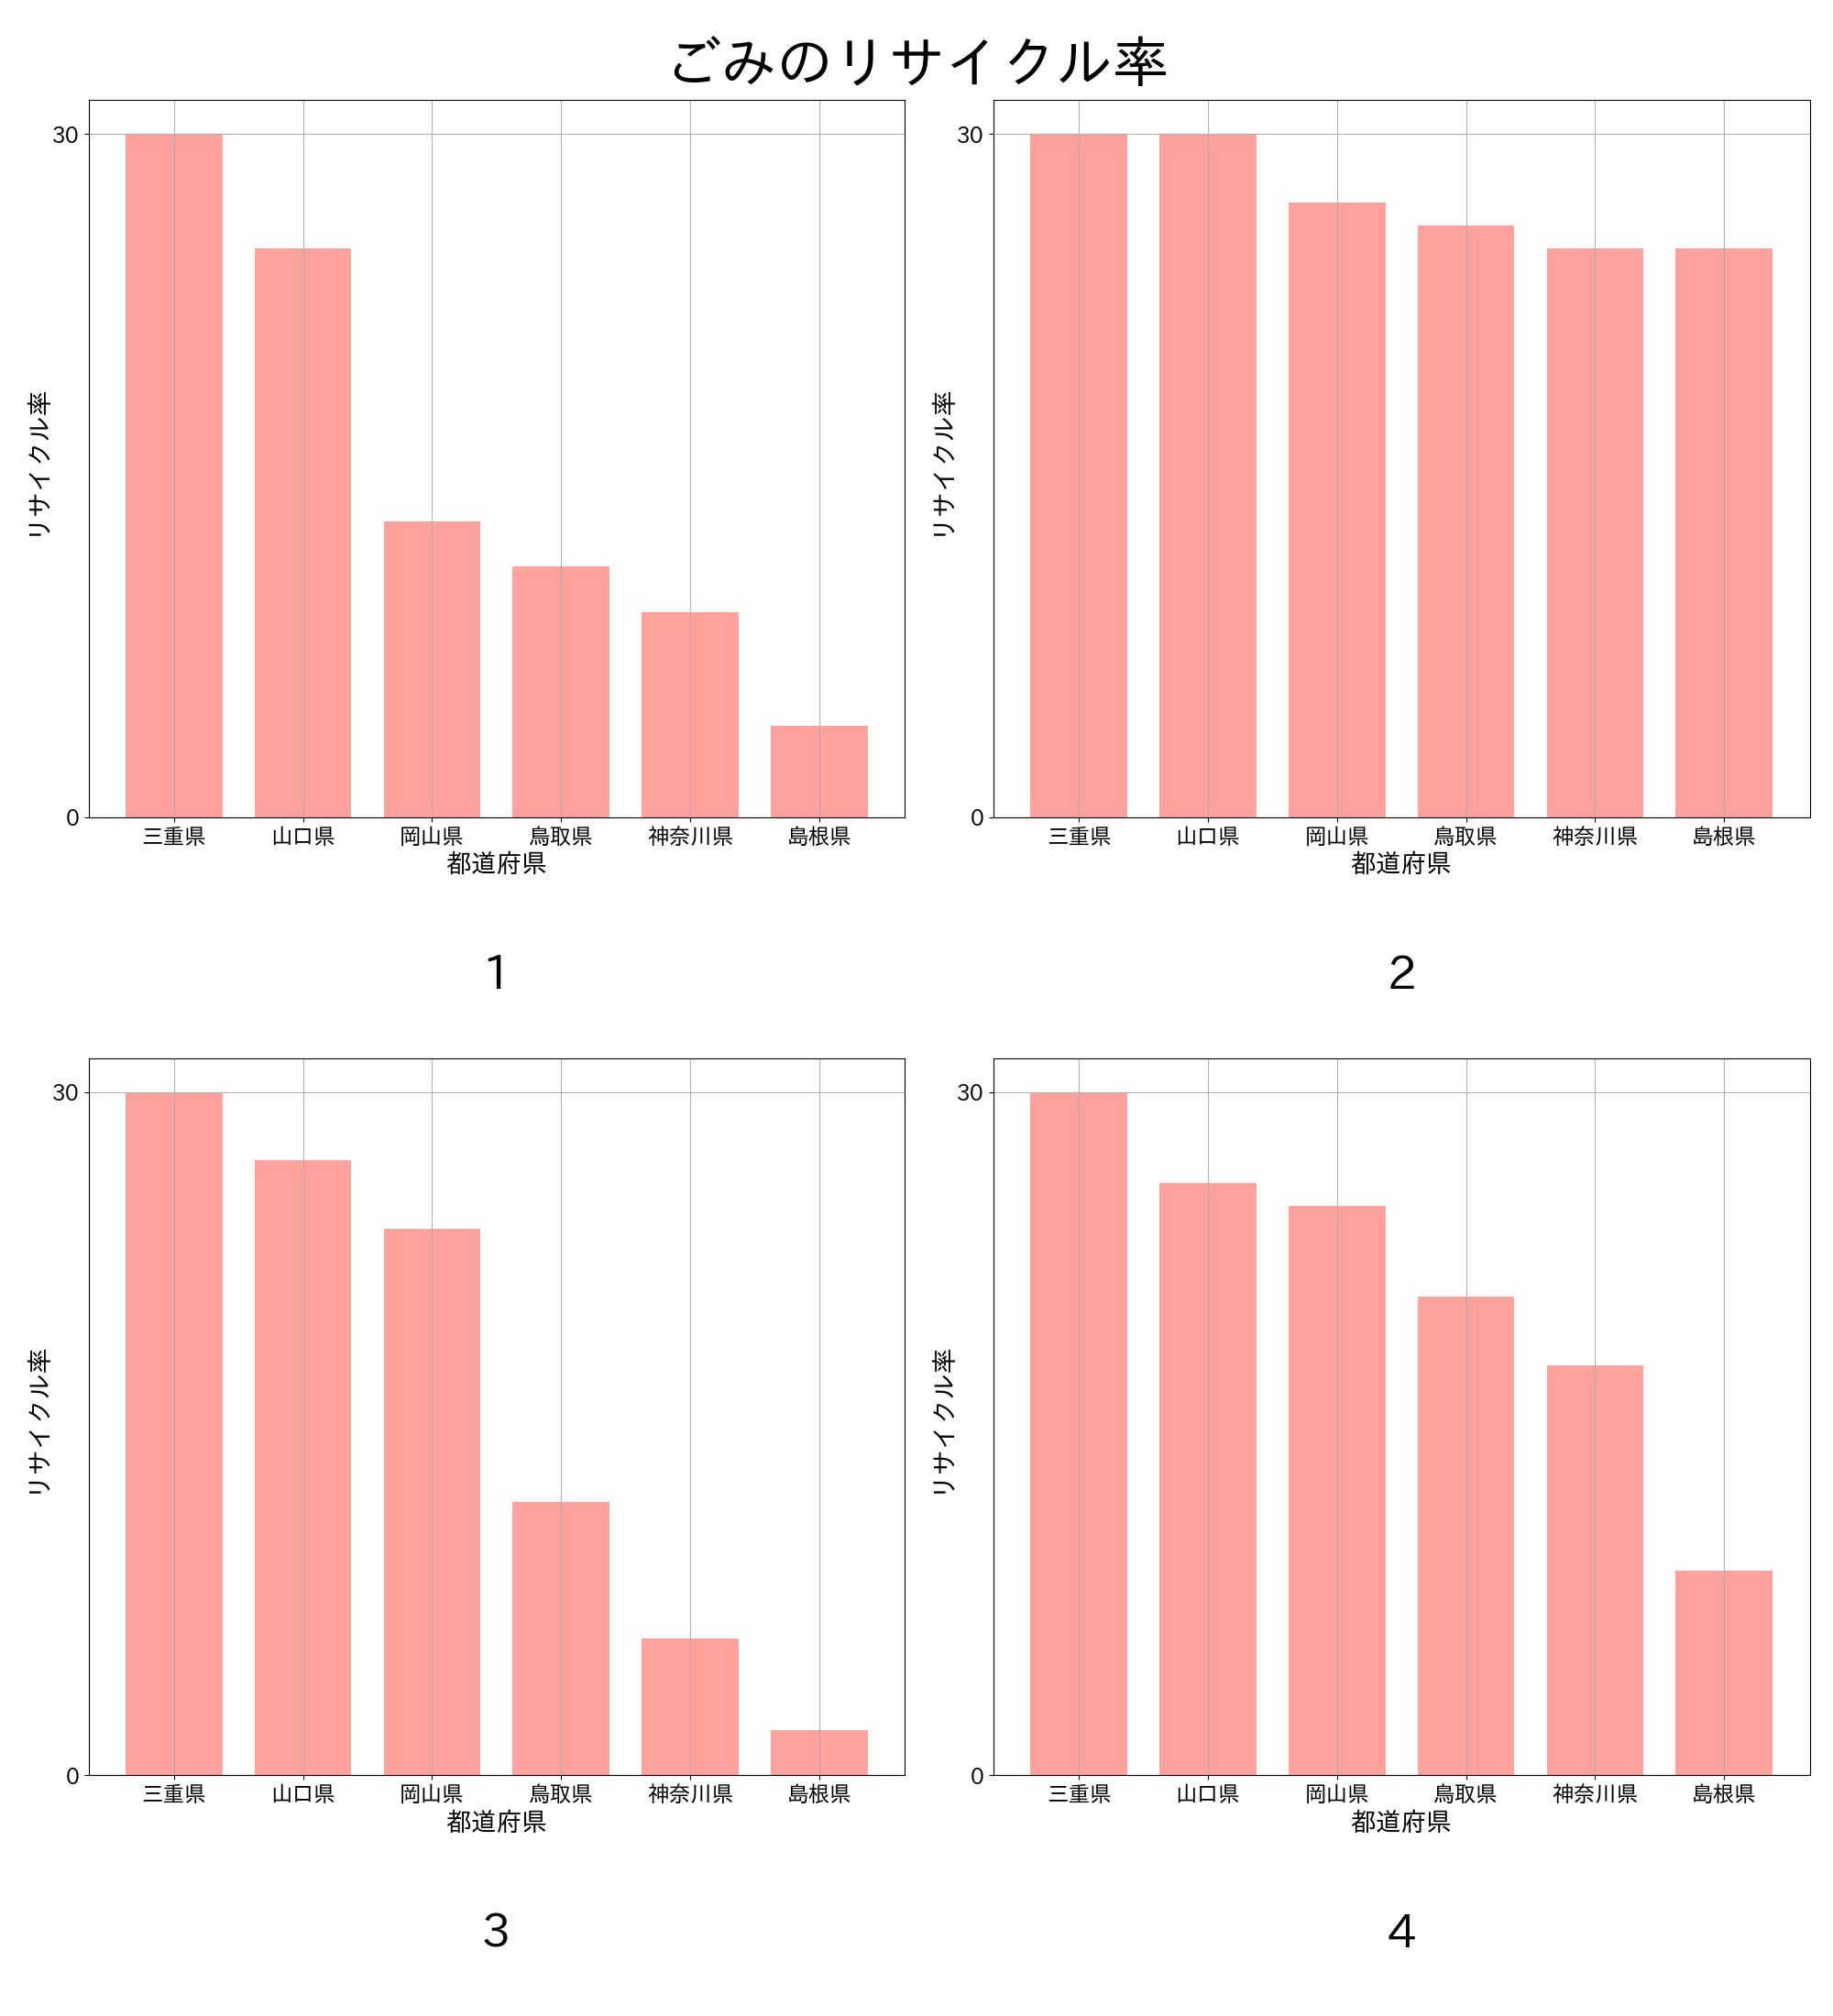 ごみのリサイクル率
30
0
リサイクル率
三重県 山口県 岡山県 鳥取県 神奈川県 島根県
都道府県
1
30
0
リサイクル率
三重県 山口県 岡山県 鳥取県 神奈川県 島根県
都道府県
2
30
0
リサイクル率
三重県 山口県 岡山県 鳥取県 神奈川県 島根県
都道府県
3
30
0
リサイクル率
三重県 山口県 岡山県 鳥取県 神奈川県 島根県
都道府県
4